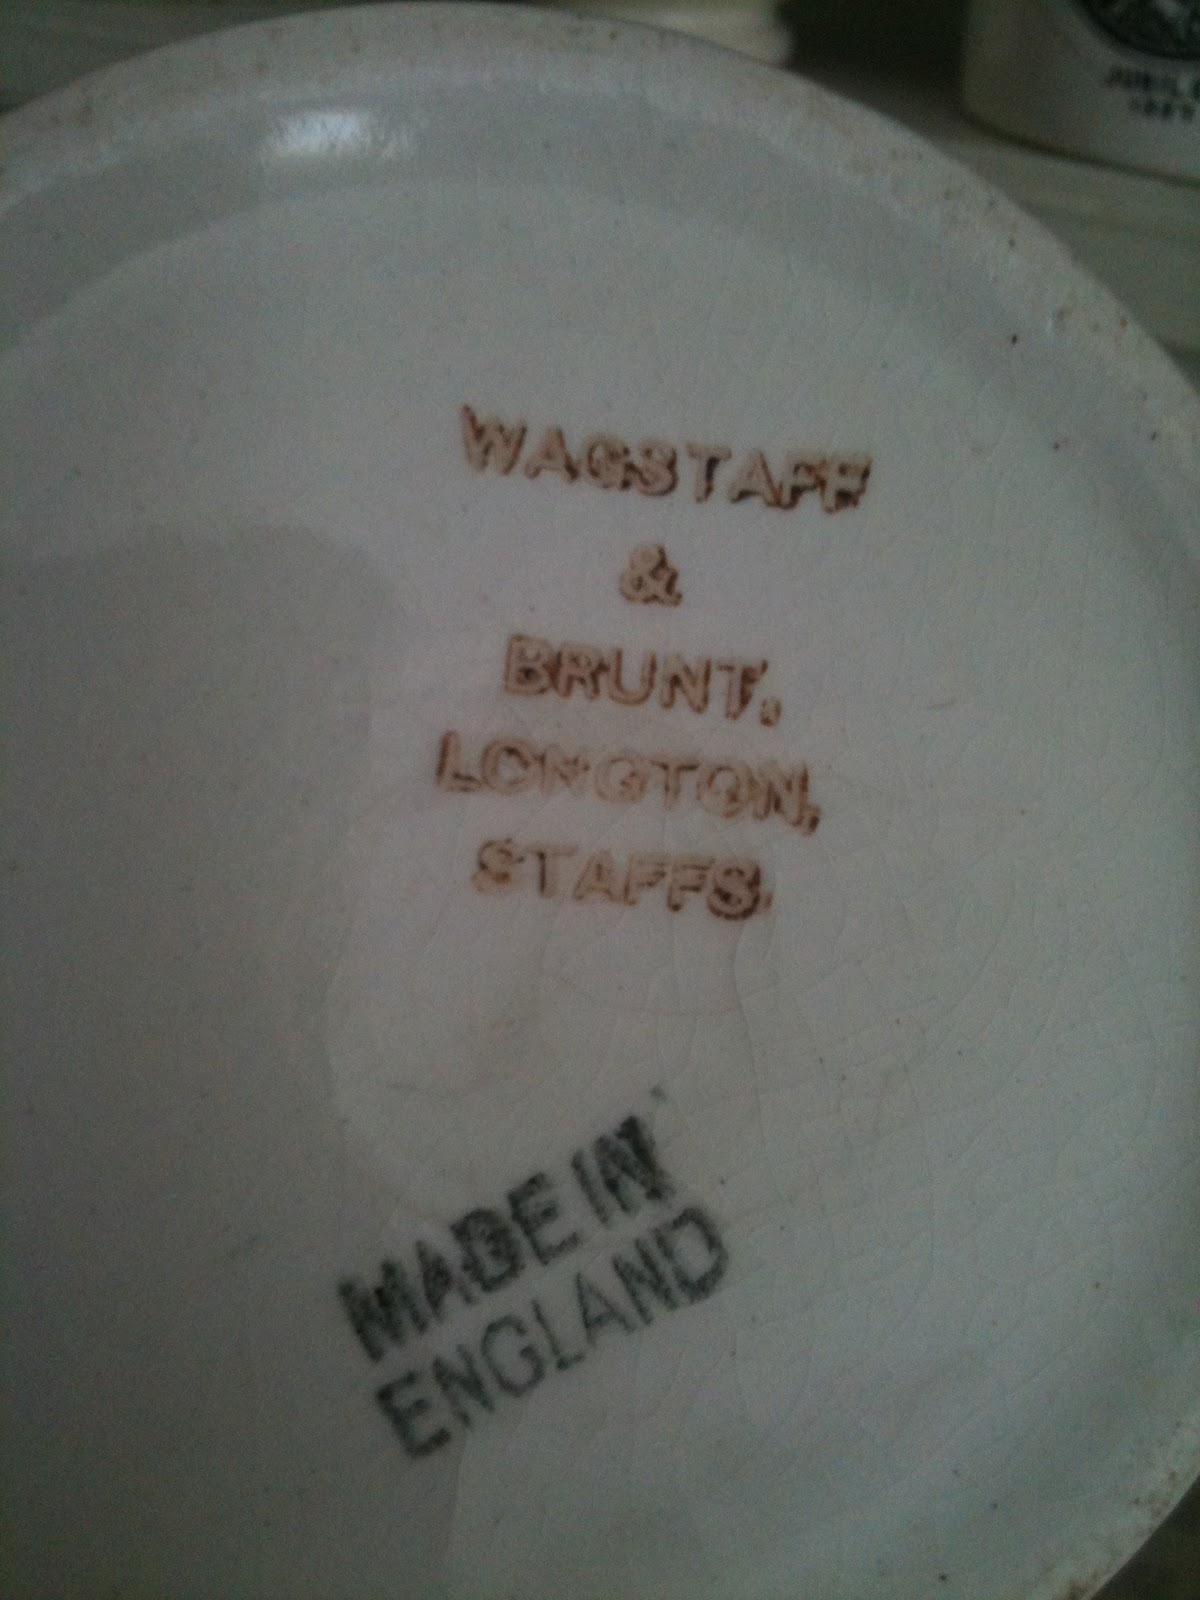 WAGSTAFF
&
BRUNT.
LONGTON,
STAFFS.
MADE IN
ENGLAND